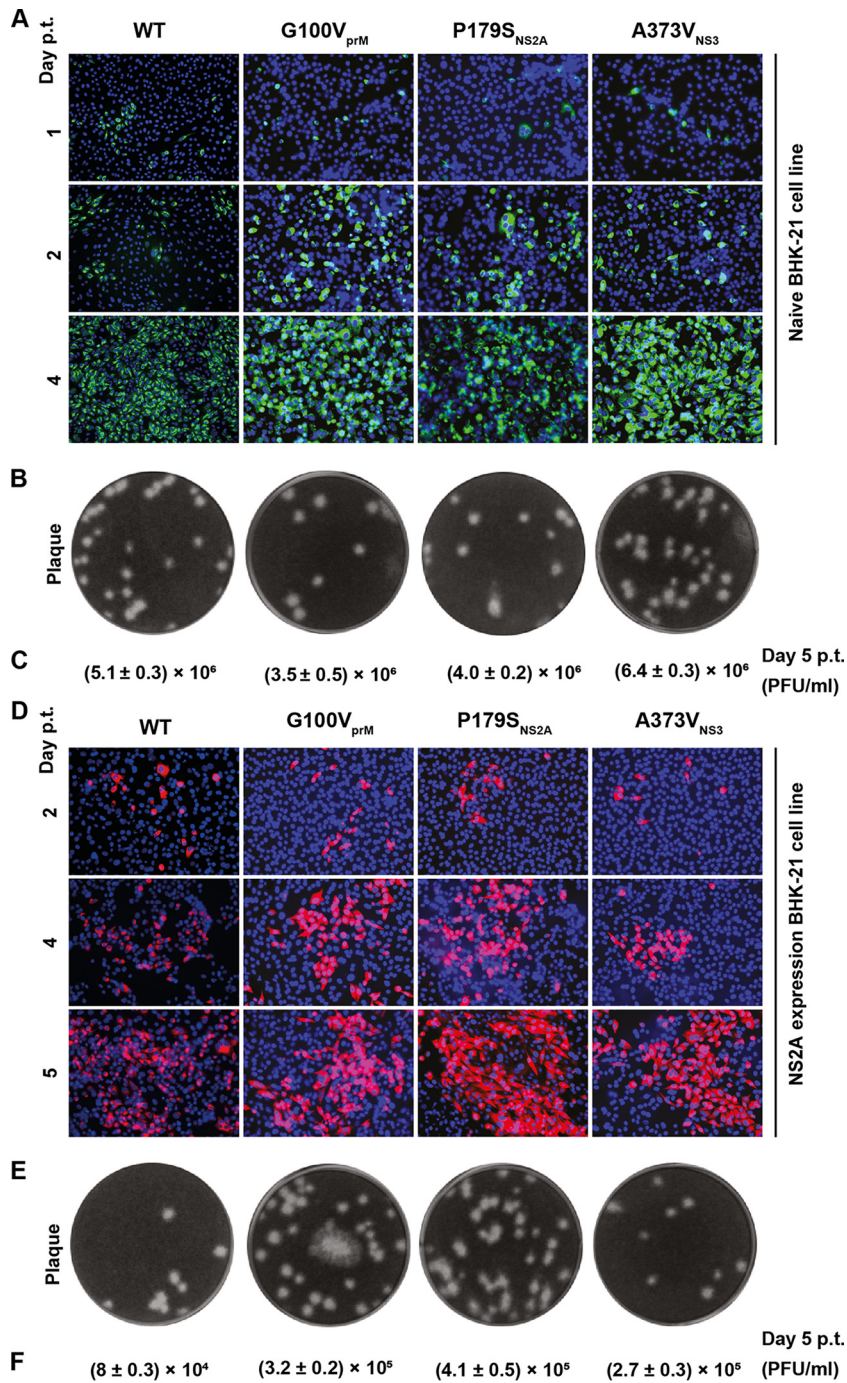 A
Day p.t.
WT
G100VprM
P179SNS2A
A373VNS3
1
2
4
Naive BHK-21 cell line
B
Plaque
C
(5.1 ± 0.3) × 10⁶
(3.5 ± 0.5) × 10⁶
(4.0 ± 0.2) × 10⁶
(6.4 ± 0.3) × 10⁶
Day 5 p.t.
(PFU/ml)
D
Day p.t.
WT
G100VprM
P179SNS2A
A373VNS3
2
4
5
NS2A expression BHK-21 cell line
E
Plaque
F
(8 ± 0.3) × 10⁴
(3.2 ± 0.2) × 10⁵
(4.1 ± 0.5) × 10⁵
(2.7 ± 0.3) × 10⁵
Day 5 p.t.
(PFU/ml)